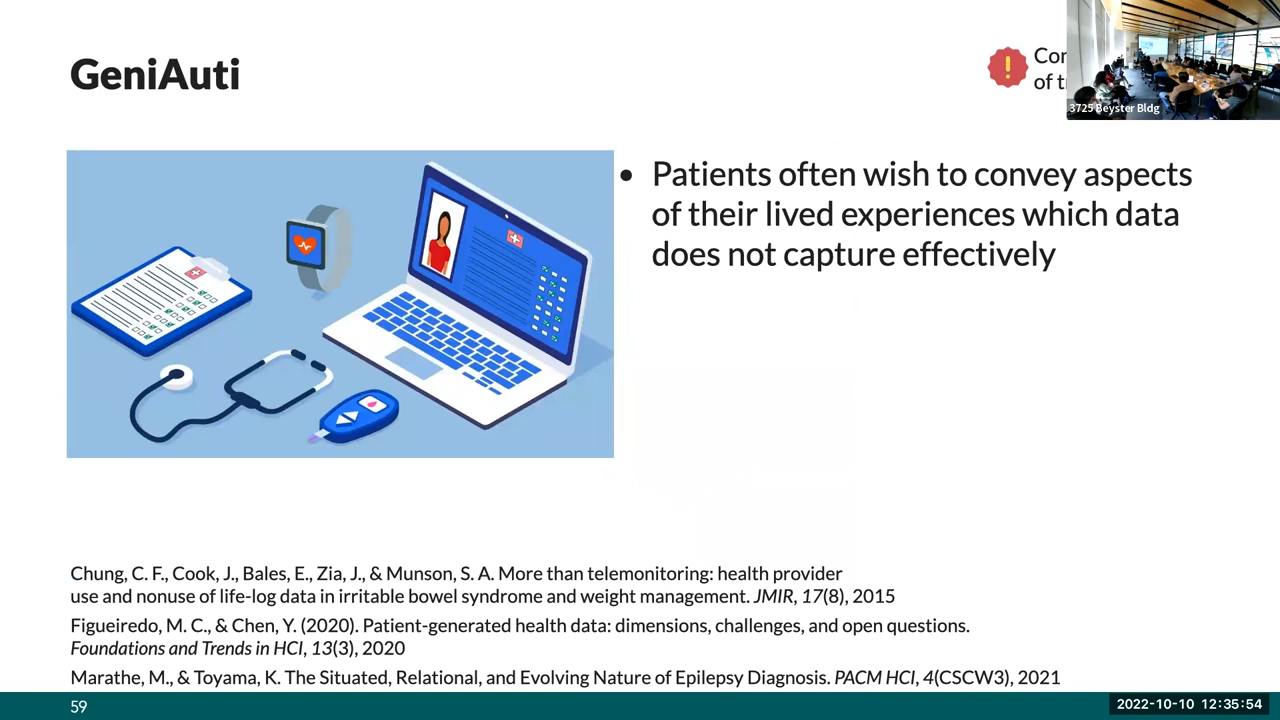 GeniAuti
of
3725 Beyster Bldg
• Patients often wish to convey aspects
of their lived experiences which data
does not capture effectively
Chung, C. F., Cook, J., Bales, E., Zia, J., & Munson, S. A. More than telemonitoring: health provider
use and nonuse of life-log data in irritable bowel syndrome and weight management. JMIR, 17(8), 2015
Figueiredo, M. C., & Chen, Y. (2020). Patient-generated health data: dimensions, challenges, and open questions.
Foundations and Trends in HCI, 13(3), 2020
Marathe, M., & Toyama, K. The Situated, Relational, and Evolving Nature of Epilepsy Diagnosis. PACM HCI, 4(CSCW3), 2021
59
2022-10-10 12:35:54